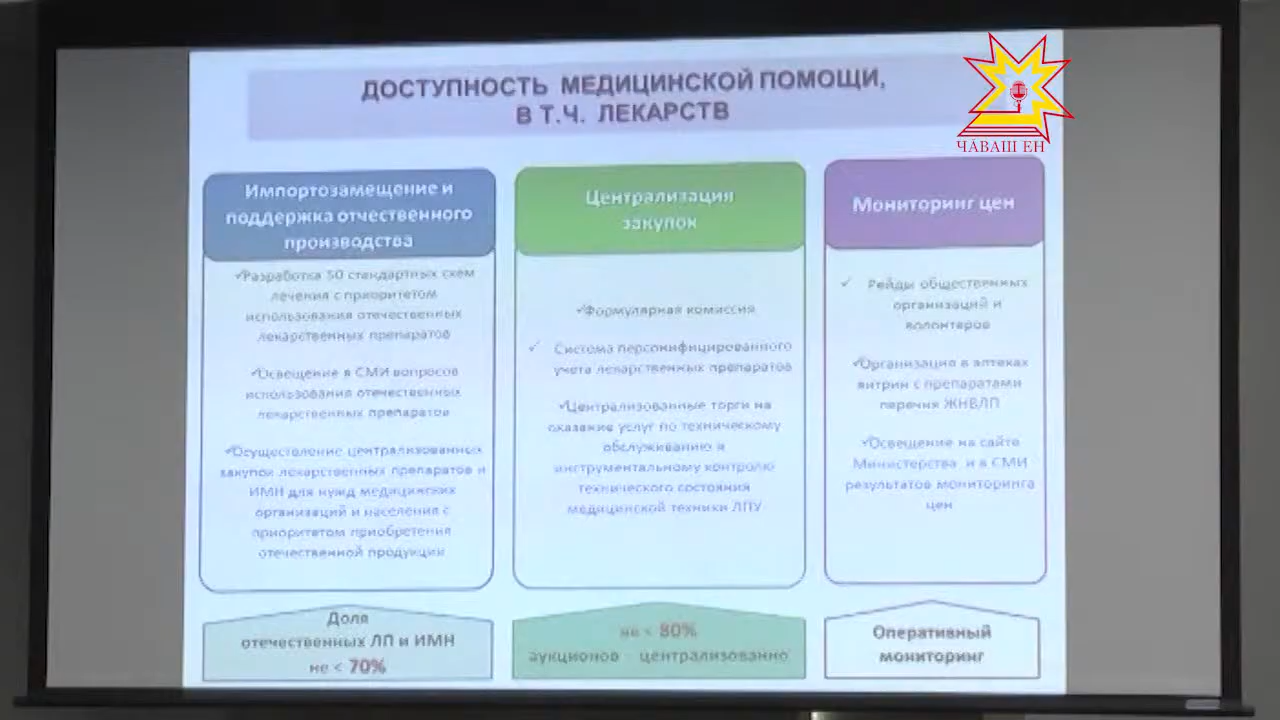 ДОСТУПНОСТЬ МЕДИЦИНСКОЙ ПОМОЩИ,
В Т.Ч. ЛЕКАРСТВ
ЧӐВАШ ЕН
Импортозамещение и
поддержка отчественного
производства
✓Разработка 50 стандартных схем
лечения с приоритетом
использования отечественных
лекарственных препаратов
✓Освещение в СМИ вопросов
использования отечественных
лекарственных препаратов
✓Осуществление централизованных
закупок лекарственных препаратов и
ИМН для нужд медицинских
организаций и населения с
приоритетом приобретения
отечественной продукции
Доля
отечественных ЛП и ИМН
не < 70%
Централизация
закупок
✓Формулярная комиссия
✓ Система персонифицированного
учета лекарственных препаратов
✓Централизованные торги на
оказание услуг по техническому
обслуживанию и
инструментальному контролю
технического состояния
медицинской техники ЛПУ
не < 80%
аукционов - централизованно
Мониторинг цен
✓ Рейды общественных
организаций и
волонтеров
✓Организация в аптеках
витрин с препаратами
перечня ЖНВЛП
✓Освещение на сайте
Министерства и в СМИ
результатов мониторинга
цен
Оперативный
мониторинг